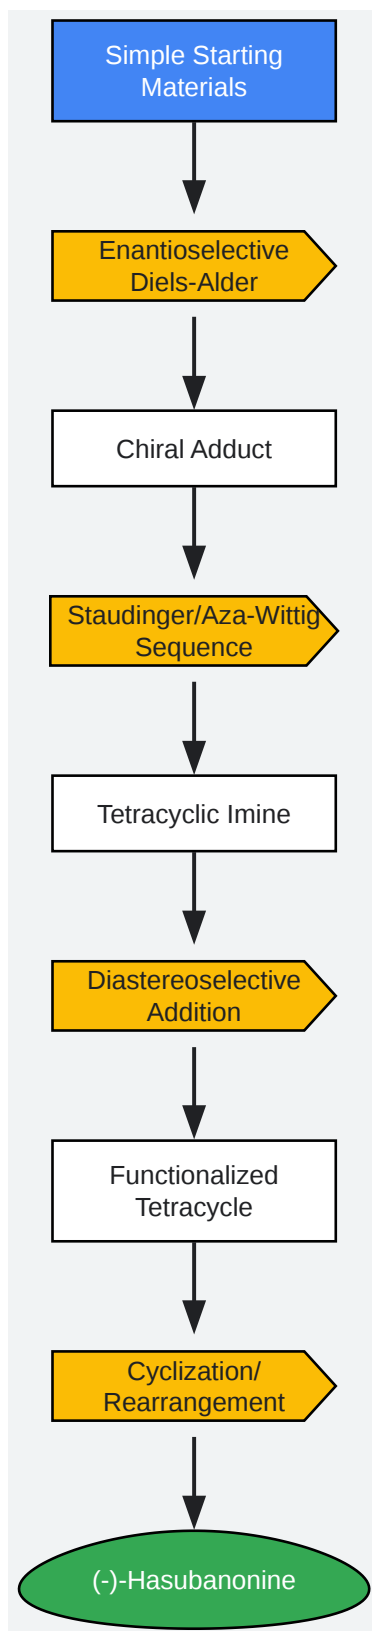 Simple Starting
Materials
Enantioselective
Diels-Alder
Chiral Adduct
Staudinger/Aza-Wittig
Sequence
Tetracyclic Imine
Diastereoselective
Addition
Functionalized
Tetracycle
Cyclization/
Rearrangement
(-)-Hasubanonine